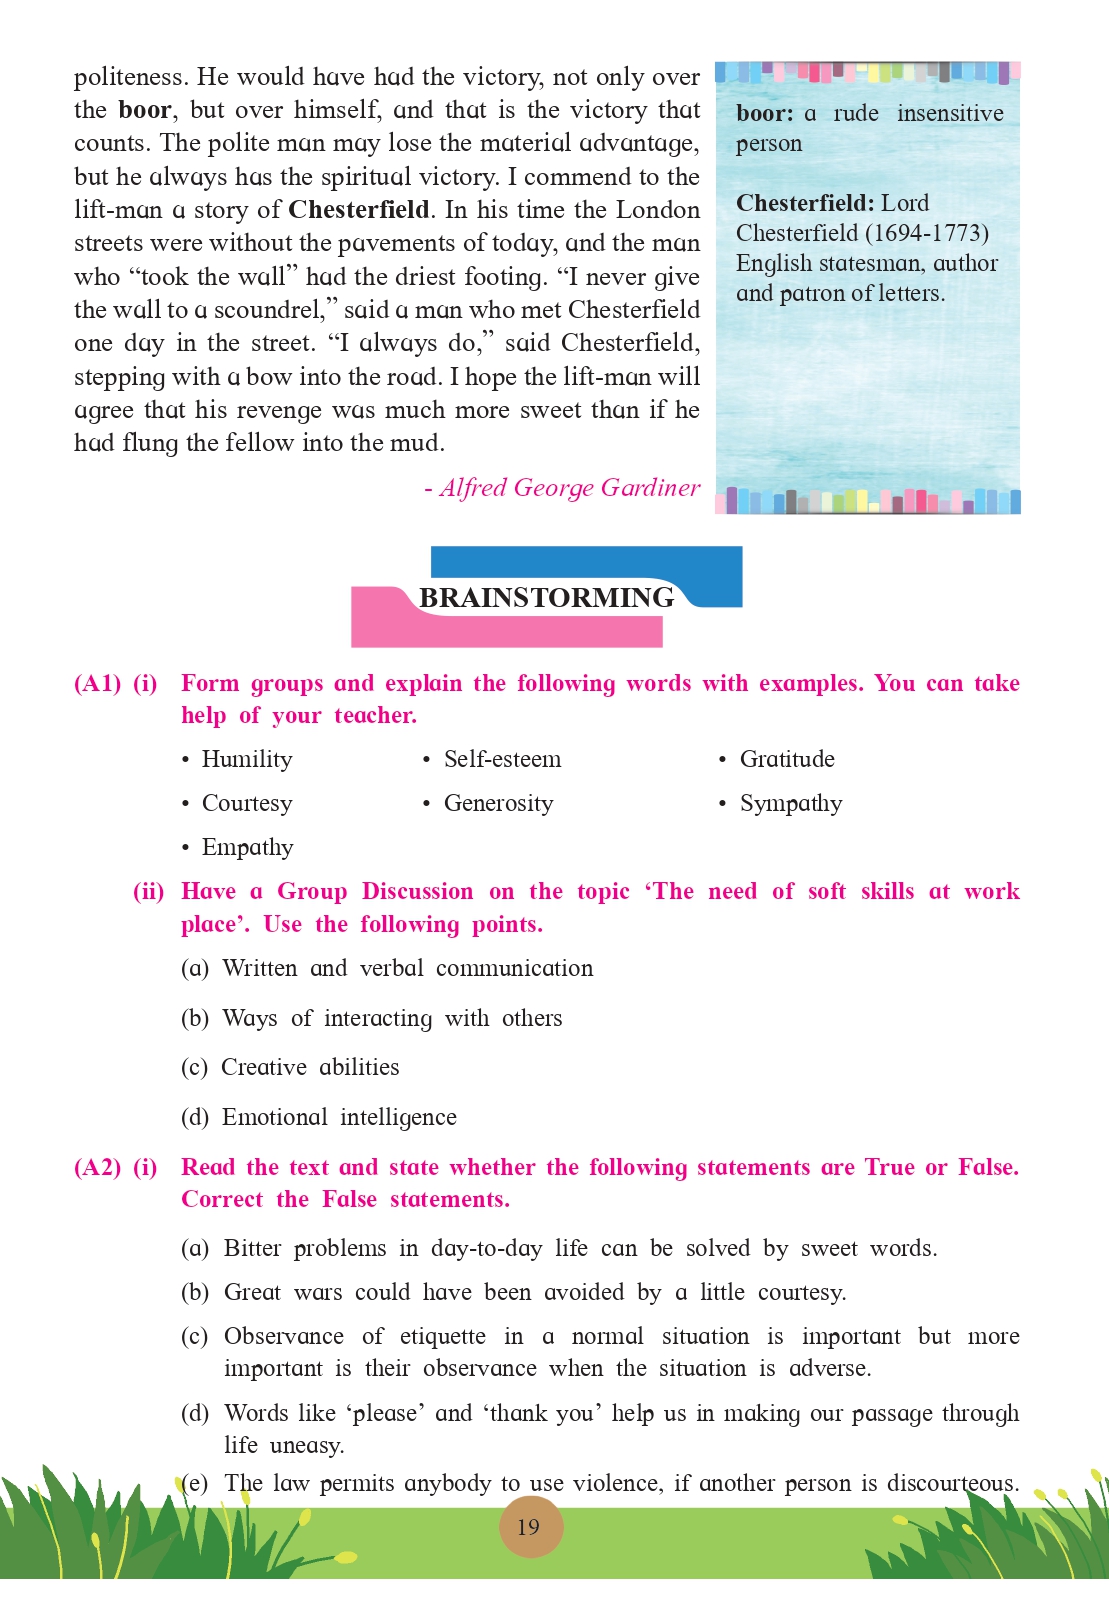 politeness. He would have had the victory, not only over
the boor, but over himself, and that is the victory that
counts. The polite man may lose the material advantage,
but he always has the spiritual victory. I commend to the
lift-man a story of Chesterfield. In his time the London
streets were without the pavements of today, and the man
who “took the wall” had the driest footing. “I never give
the wall to a scoundrel,” said a man who met Chesterfield
one day in the street. “I always do,” said Chesterfield,
stepping with a bow into the road. I hope the lift-man will
agree that his revenge was much more sweet than if he
had flung the fellow into the mud.
- Alfred George Gardiner
boor: a rude insensitive
person
Chesterfield: Lord
Chesterfield (1694-1773)
English statesman, author
and patron of letters.
BRAINSTORMING
(A1) (i) Form groups and explain the following words with examples. You can take
help of your teacher.
• Humility • Self-esteem • Gratitude
• Courtesy • Generosity • Sympathy
• Empathy
(ii) Have a Group Discussion on the topic ‘The need of soft skills at work
place’. Use the following points.
(a) Written and verbal communication
(b) Ways of interacting with others
(c) Creative abilities
(d) Emotional intelligence
(A2) (i) Read the text and state whether the following statements are True or False.
Correct the False statements.
(a) Bitter problems in day-to-day life can be solved by sweet words.
(b) Great wars could have been avoided by a little courtesy.
(c) Observance of etiquette in a normal situation is important but more
important is their observance when the situation is adverse.
(d) Words like ‘please’ and ‘thank you’ help us in making our passage through
life uneasy.
(e) The law permits anybody to use violence, if another person is discourteous.
19